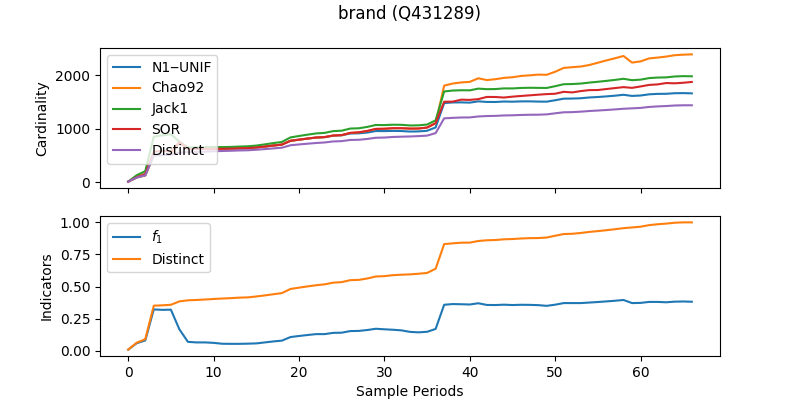 brand (Q431289)
Cardinality
2000
1000
0
N1−UNIF
Chao92
Jack1
SOR
Distinct
Indicators
1.00
0.75
0.50
0.25
0.00
f₁
Distinct
0 10 20 30 40 50 60
Sample Periods